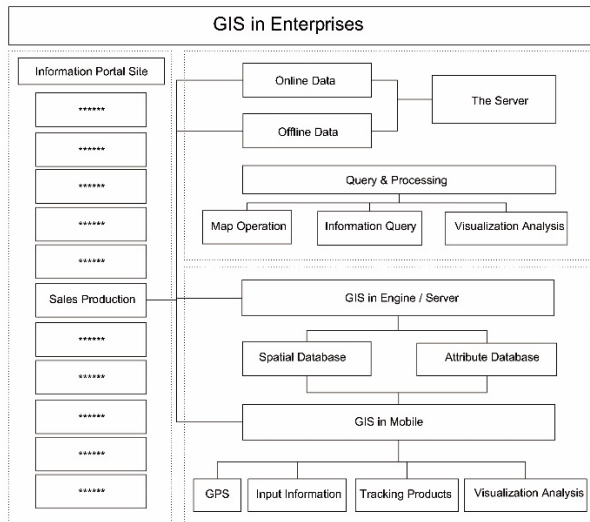 GIS in Enterprises
Information Portal Site
******
******
******
******
******
Sales Production
******
******
******
******
******
Online Data
Offline Data
The Server
Query & Processing
Map Operation
Information Query
Visualization Analysis
GIS in Engine / Server
Spatial Database
Attribute Database
GIS in Mobile
GPS
Input Information
Tracking Products
Visualization Analysis